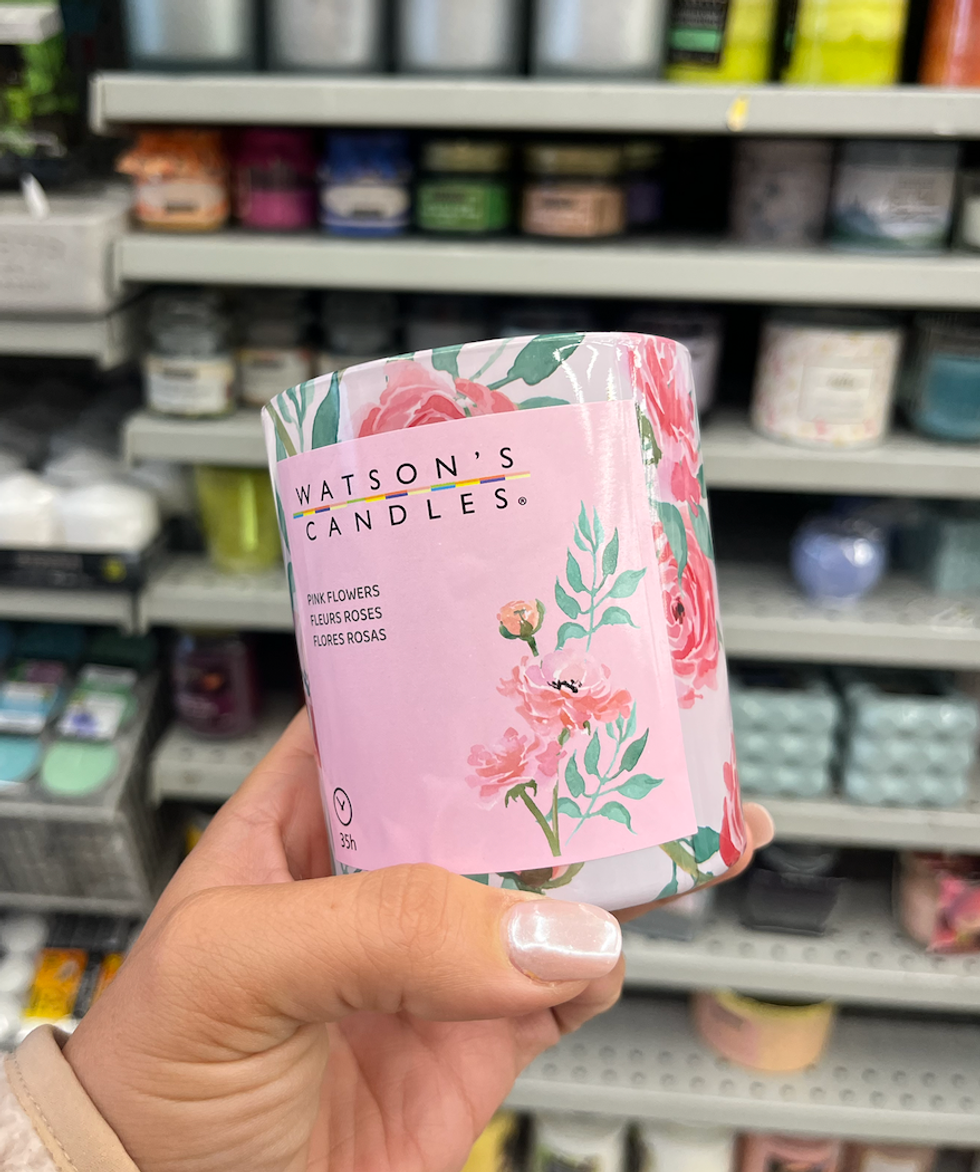 WATSON'S
CANDLES®
PINK FLOWERS
FLEURS ROSES
FLORES ROSAS
35h